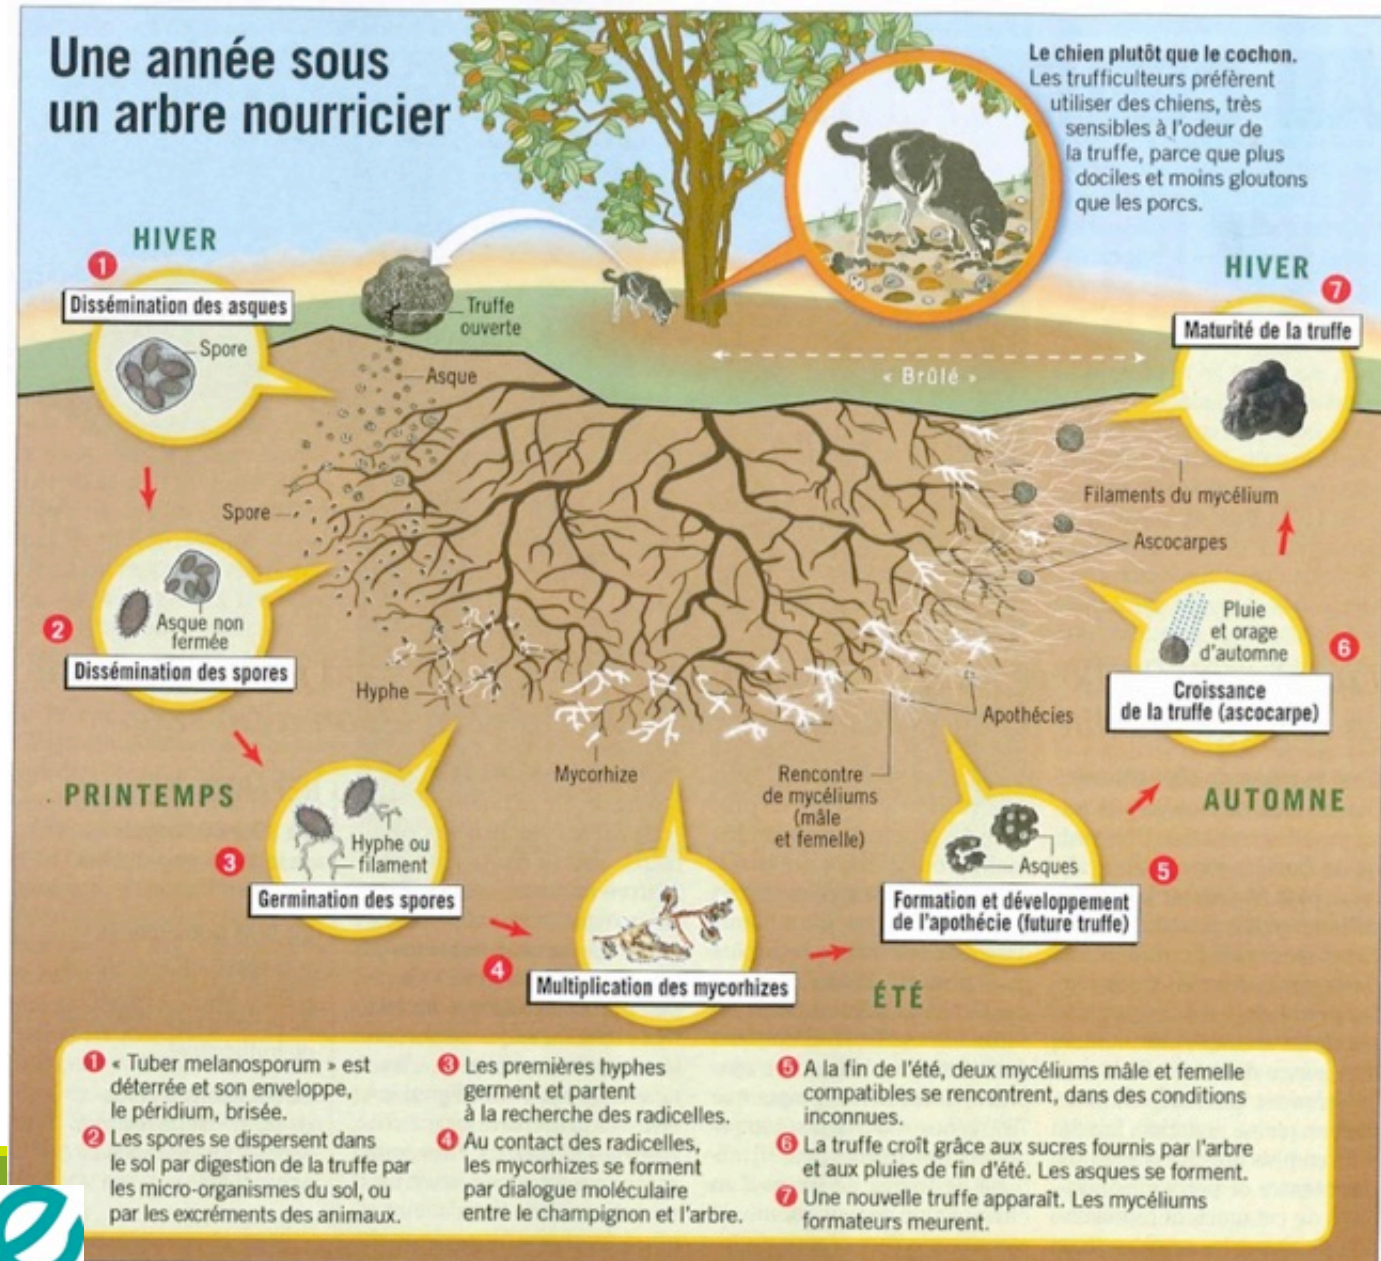 Une année sous
un arbre nourricier
Le chien plutôt que le cochon.
Les trufficulteurs préfèrent
utiliser des chiens, très
sensibles à l'odeur de
la truffe, parce que plus
dociles et moins gloutons
que les porcs.
HIVER
1
Dissémination des asques
Spore
Truffe
ouverte
Asque
« Brûlé »
HIVER
7
Maturité de la truffe
Filaments du mycélium
Ascocarpes
Spore
2
Asque non
fermée
Dissémination des spores
Pluie
et orage
d'automne
6
Croissance
de la truffe (ascocarpe)
Hyphe
Apothécies
Mycorhize
Rencontre
de mycéliums
(mâle
et femelle)
PRINTEMPS
AUTOMNE
3
Hyphe ou
filament
Germination des spores
Asques
5
Formation et développement
de l'apothécie (future truffe)
4
Multiplication des mycorhizes
ÉTÉ
1 « Tuber melanosporum » est
déterrée et son enveloppe,
le péridium, brisée.
2 Les spores se dispersent dans
le sol par digestion de la truffe par
les micro-organismes du sol, ou
par les excréments des animaux.
3 Les premières hyphes
germent et partent
à la recherche des radicelles.
4 Au contact des radicelles,
les mycorhizes se forment
par dialogue moléculaire
entre le champignon et l'arbre.
5 A la fin de l'été, deux mycéliums mâle et femelle
compatibles se rencontrent, dans des conditions
inconnues.
6 La truffe croît grâce aux sucres fournis par l'arbre
et aux pluies de fin d'été. Les asques se forment.
7 Une nouvelle truffe apparaît. Les mycéliums
formateurs meurent.